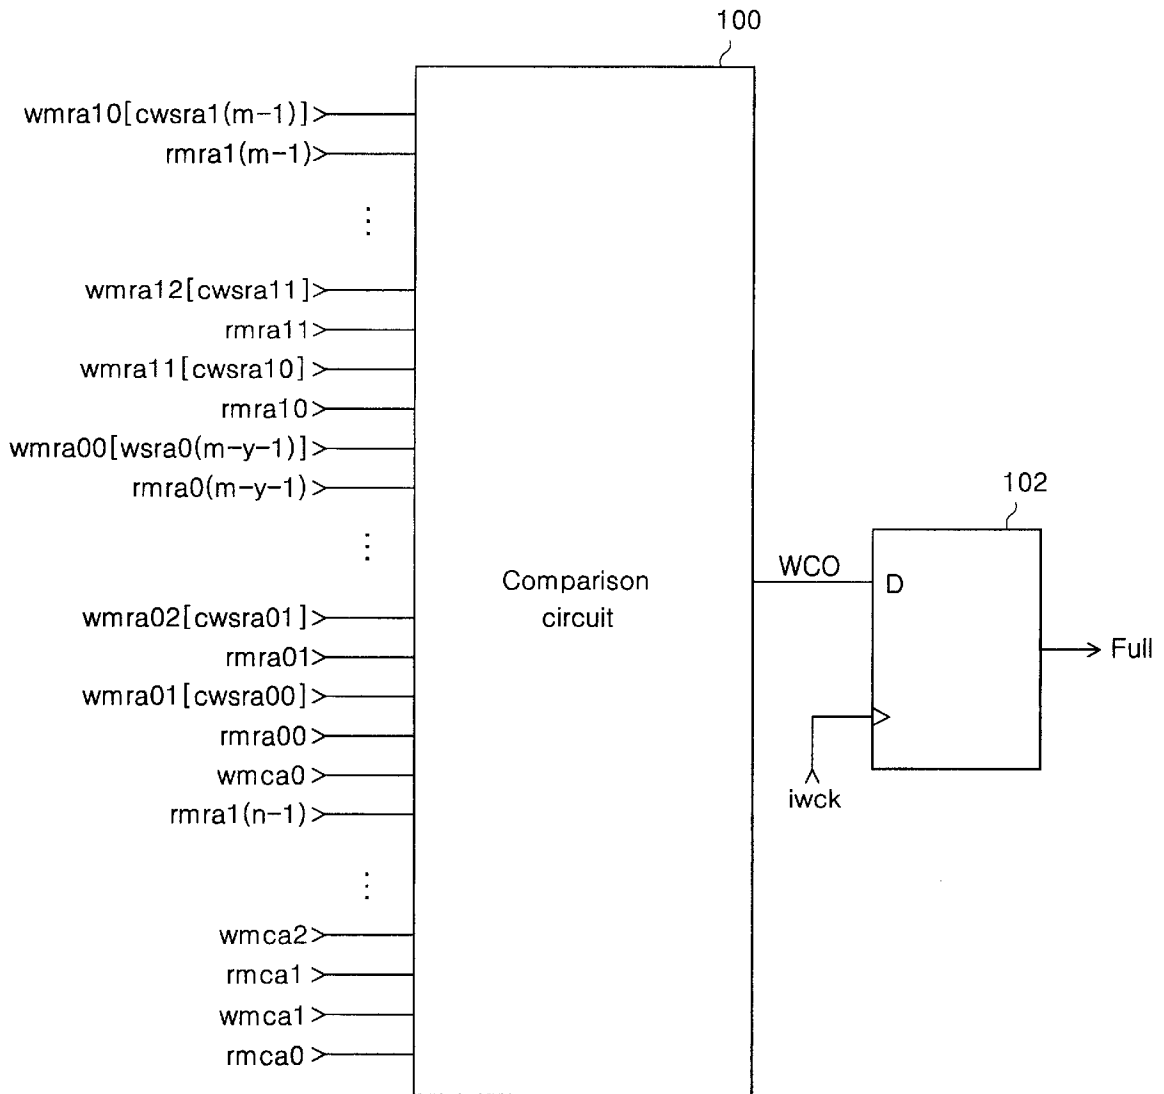 100
wmra10[cwsra1(m-1)]
rmra1(m-1)
⋮
wmra12[cwsra11]
rmra11
wmra11[cwsra10]
rmra10
wmra00[wsra0(m-y-1)]
rmra0(m-y-1)
⋮
wmra02[cwsra01]
rmra01
wmra01[cwsra00]
rmra00
wmca0
rmra1(n-1)
⋮
wmca2
rmca1
wmca1
rmca0
Comparison
circuit
WCO
102
D
Full
iwck